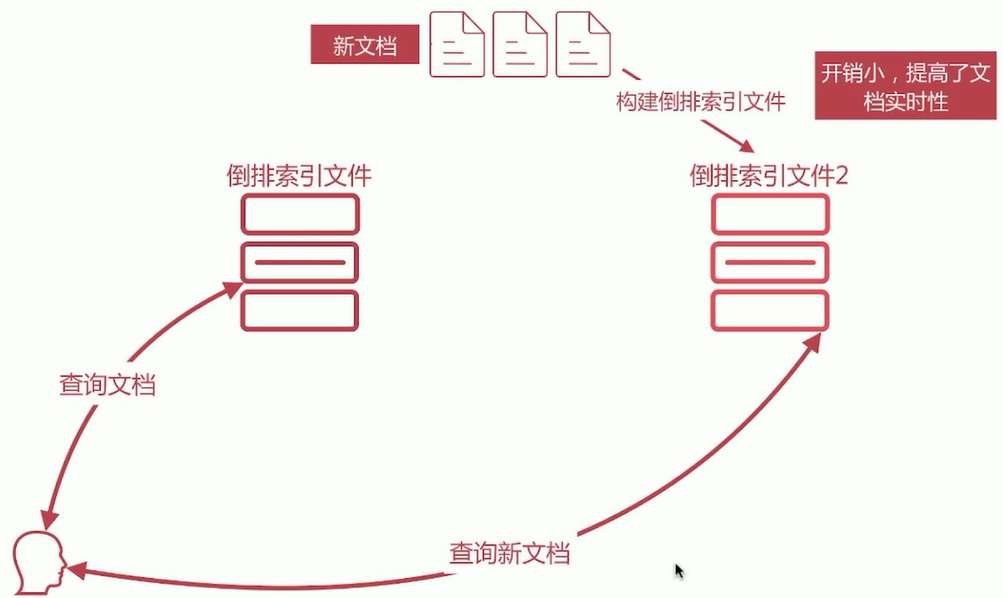 新文档
开销小，提高了文
档实时性
构建倒排索引文件
倒排索引文件
倒排索引文件2
查询文档
查询新文档